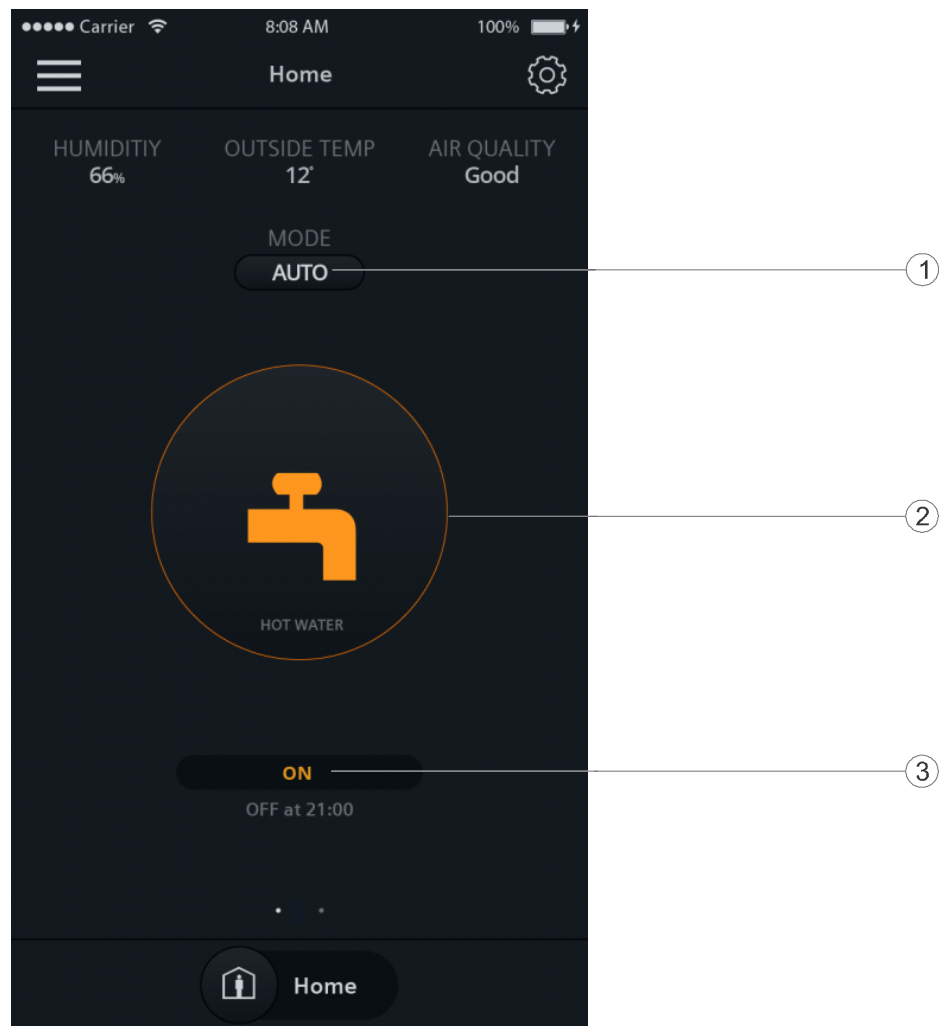 Carrier 8:08 AM 100%
Home
HUMIDITIY OUTSIDE TEMP AIR QUALITY
66% 12° Good
MODE
AUTO 1
2
HOT WATER
ON 3
OFF at 21:00
Home